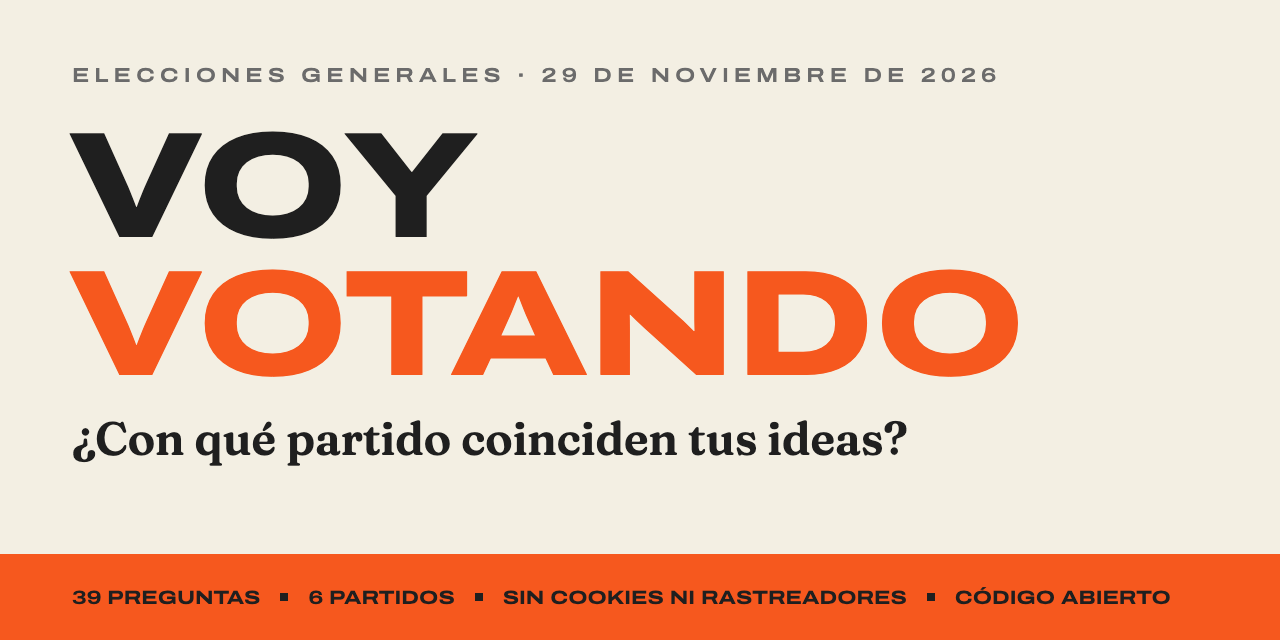 ELECCIONES GENERALES · 29 DE NOVIEMBRE DE 2026
VOY
VOTANDO
¿Con qué partido coinciden tus ideas?
39 PREGUNTAS ▪ 6 PARTIDOS ▪ SIN COOKIES NI RASTREADORES ▪ CÓDIGO ABIERTO